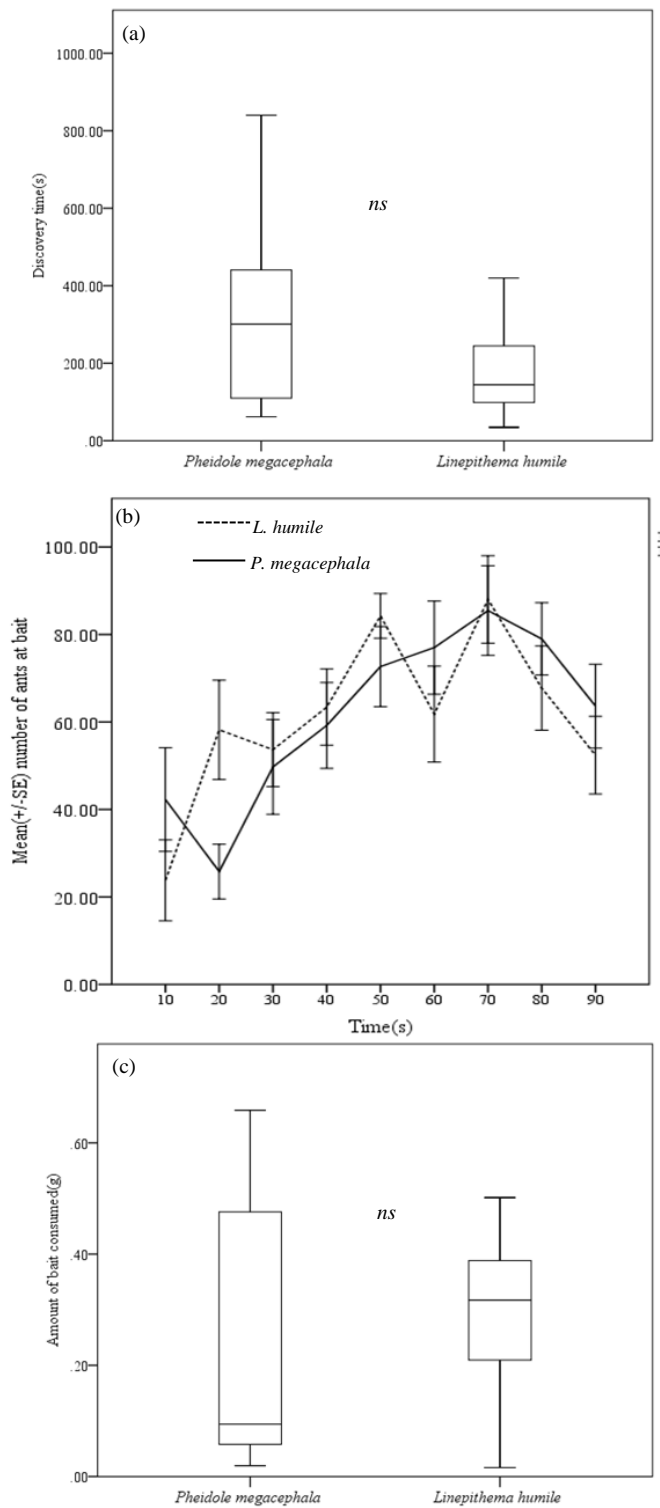 (a)
1000.00
800.00
600.00
400.00
200.00
.00
Discovery time(s)
ns
Pheidole megacephala Linepithema humile
(b)
L. humile
P. megacephala
100.00
80.00
60.00
40.00
20.00
0.00
Mean(+/-SE) number of ants at bait
10 20 30 40 50 60 70 80 90
Time(s)
(c)
.60
.40
.20
.00
Amount of bait consumed(g)
ns
Pheidole megacephala Linepithema humile